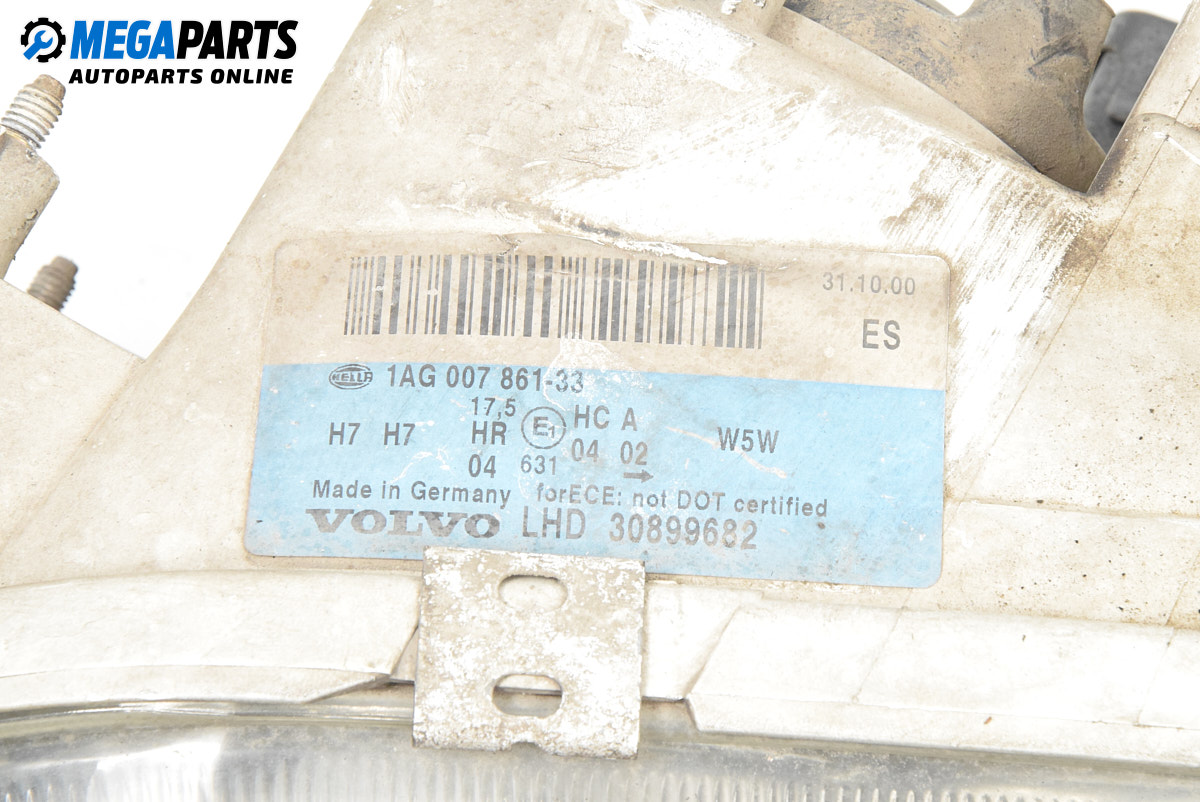 MEGAPARTS
AUTOPARTS ONLINE
31.10.00
ES
HELLA 1AG 007 861-33
17,5
H7 H7 HR E1 HC A W5W
04 631 04 02 →
Made in Germany forECE: not DOT certified
VOLVO LHD 30899682